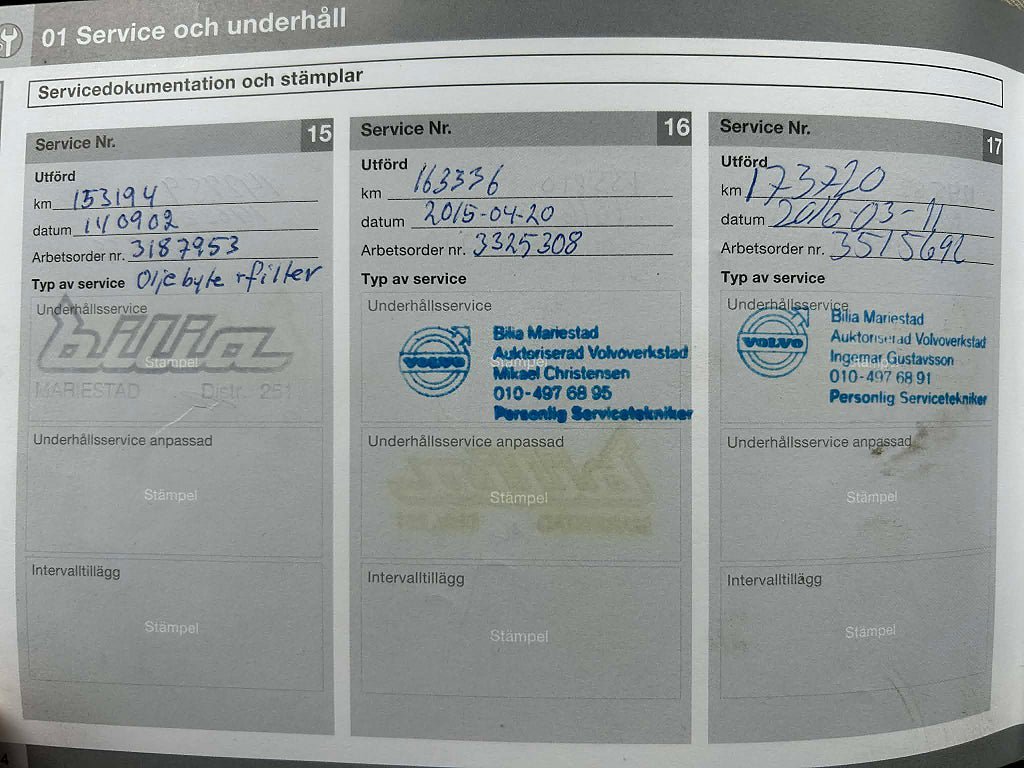 01 Service och underhåll
Servicedokumentation och stämplar
Service Nr. 15
Utförd
km 153194
datum 140902
Arbetsorder nr. 3187953
Typ av service Oljebyte +filter
Underhållsservice
bilia
Stämpel
MARIESTAD Distr. 251
Underhållsservice anpassad
Stämpel
Intervalltillägg
Stämpel
Service Nr. 16
Utförd
km 163336
datum 2015-04-20
Arbetsorder nr. 3325308
Typ av service
Underhållsservice
VOLVO
Bilia Mariestad
Auktoriserad Volvoverkstad
Stämpel
Mikael Christensen
010-497 68 95
Personlig Servicetekniker
Underhållsservice anpassad
Stämpel
Intervalltillägg
Stämpel
Service Nr. 17
Utförd
km 173720
datum 2016-03-11
Arbetsorder nr. 3515692
Typ av service
Underhållsservice
VOLVO
Bilia Mariestad
Auktoriserad Volvoverkstad
Ingemar Gustavsson
010-497 68 91
Personlig Servicetekniker
Underhållsservice anpassad
Stämpel
Intervalltillägg
Stämpel
4